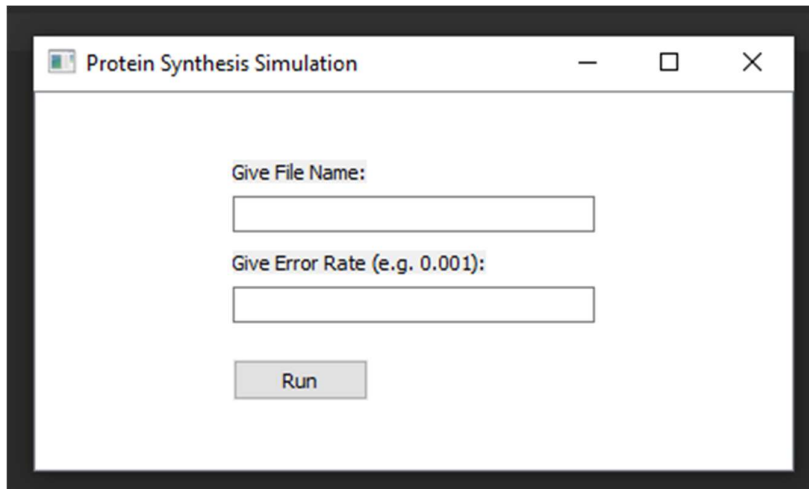 Protein Synthesis Simulation
Give File Name:
Give Error Rate (e.g. 0.001):
Run